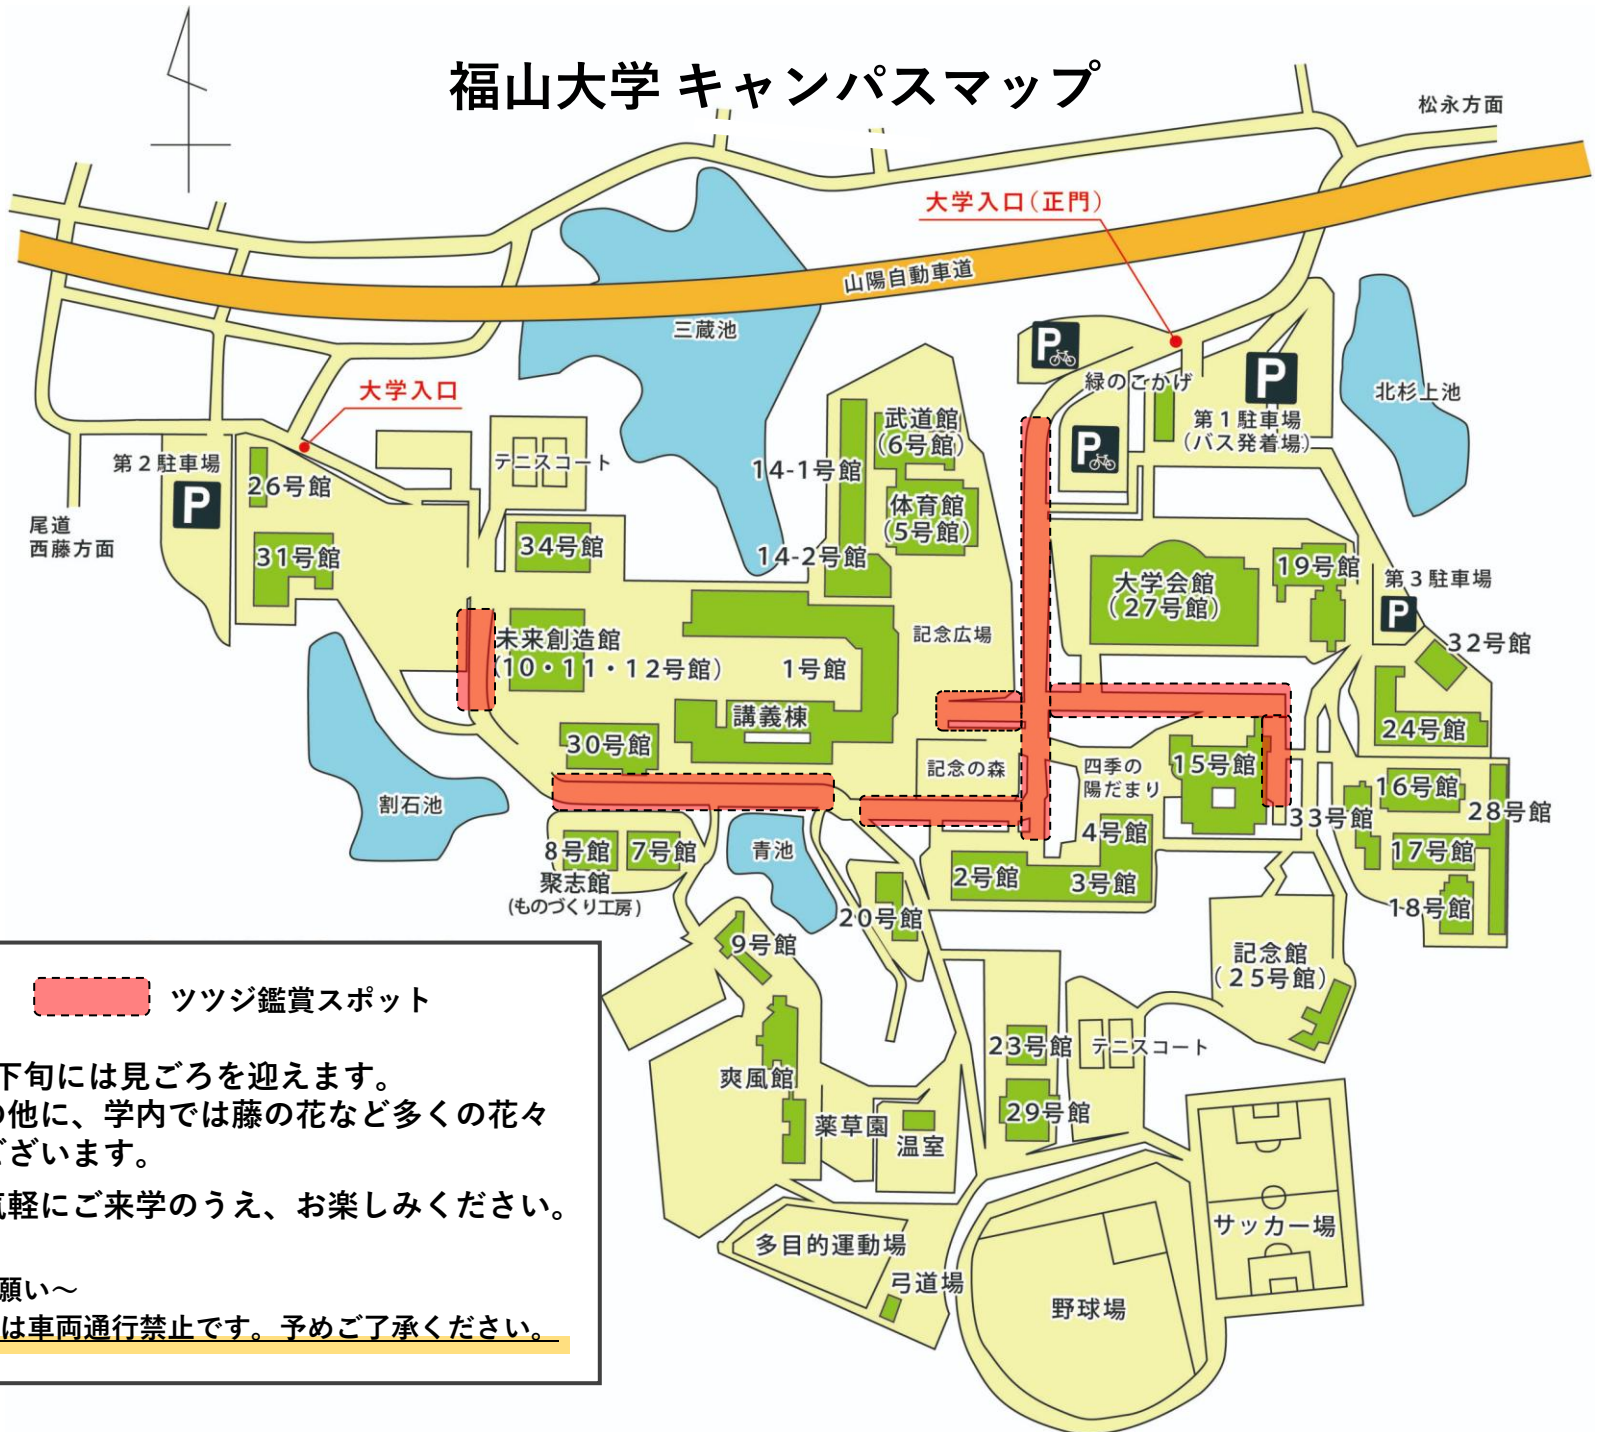 福山大学 キャンパスマップ
松永方面
大学入口(正門)
山陽自動車道
三蔵池
P
緑のこかげ
P
第1駐車場
(バス発着場)
北杉上池
P
大学入口
第2駐車場
P
26号館
尾道
西藤方面
31号館
テニスコート
34号館
武道館
(6号館)
14-1号館
体育館
(5号館)
14-2号館
大学会館
(27号館)
19号館
第3駐車場
P
32号館
未来創造館
(10・11・12号館)
1号館
記念広場
講義棟
30号館
24号館
記念の森
四季の
陽だまり
15号館
16号館
28号館
33号館
17号館
18号館
割石池
8号館
7号館
聚志館
(ものづくり工房)
青池
4号館
2号館
3号館
20号館
9号館
記念館
(25号館)
23号館
テニスコート
29号館
爽風館
薬草園
温室
多目的運動場
弓道場
野球場
サッカー場
ツツジ鑑賞スポット
下旬には見ごろを迎えます。
の他に、学内では藤の花など多くの花々
ございます。
気軽にご来学のうえ、お楽しみください。
願い～
は車両通行禁止です。予めご了承ください。